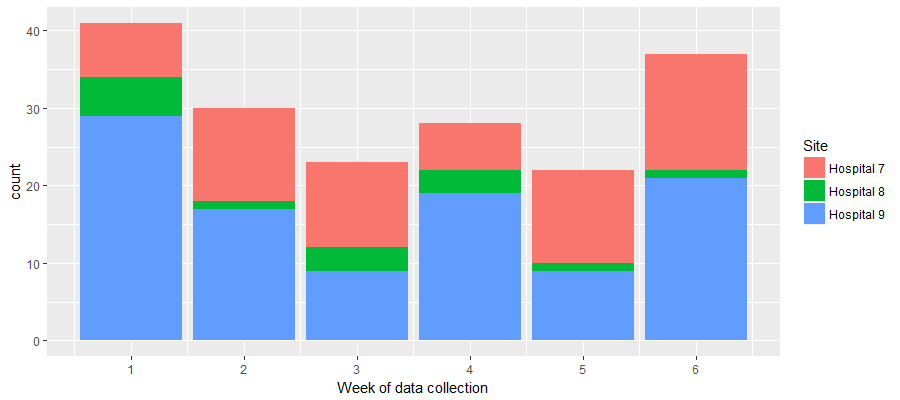 40
30
20
10
0
count
1 2 3 4 5 6
Week of data collection
Site
Hospital 7
Hospital 8
Hospital 9